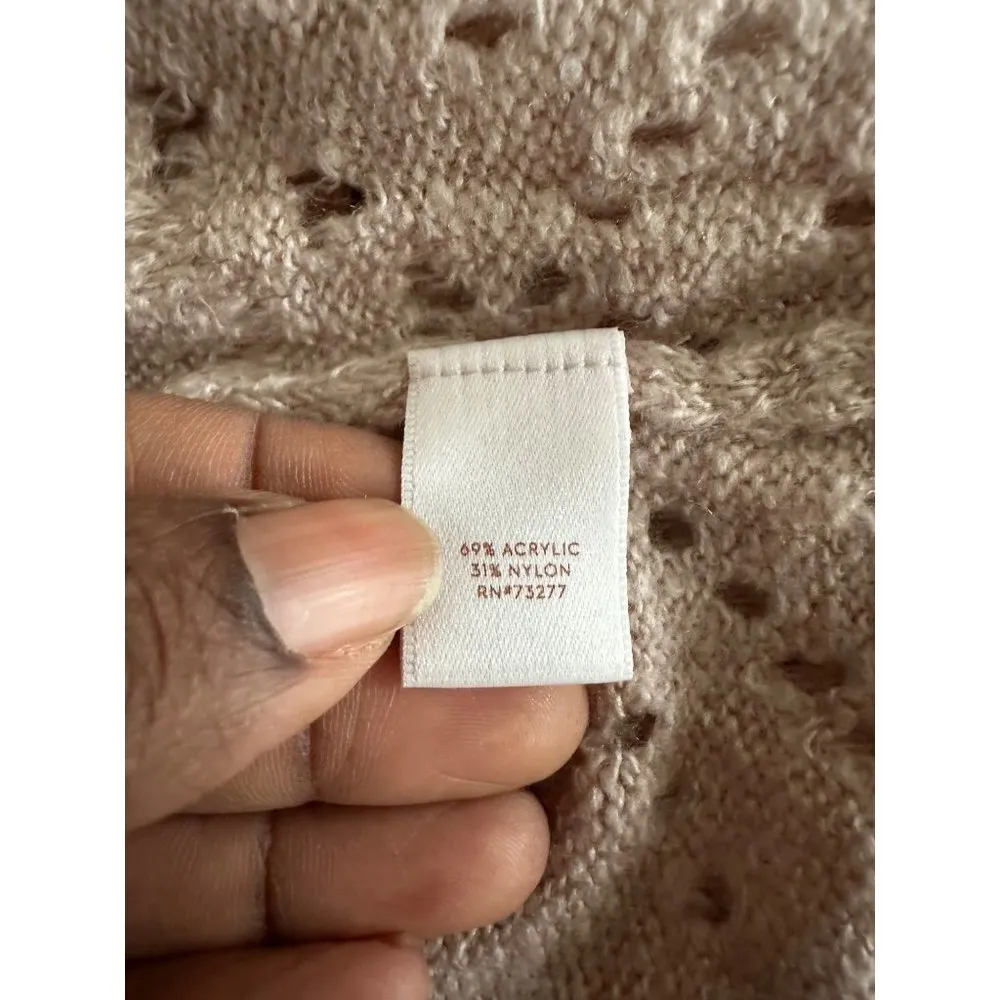 69% ACRYLIC
31% NYLON
RN#73277